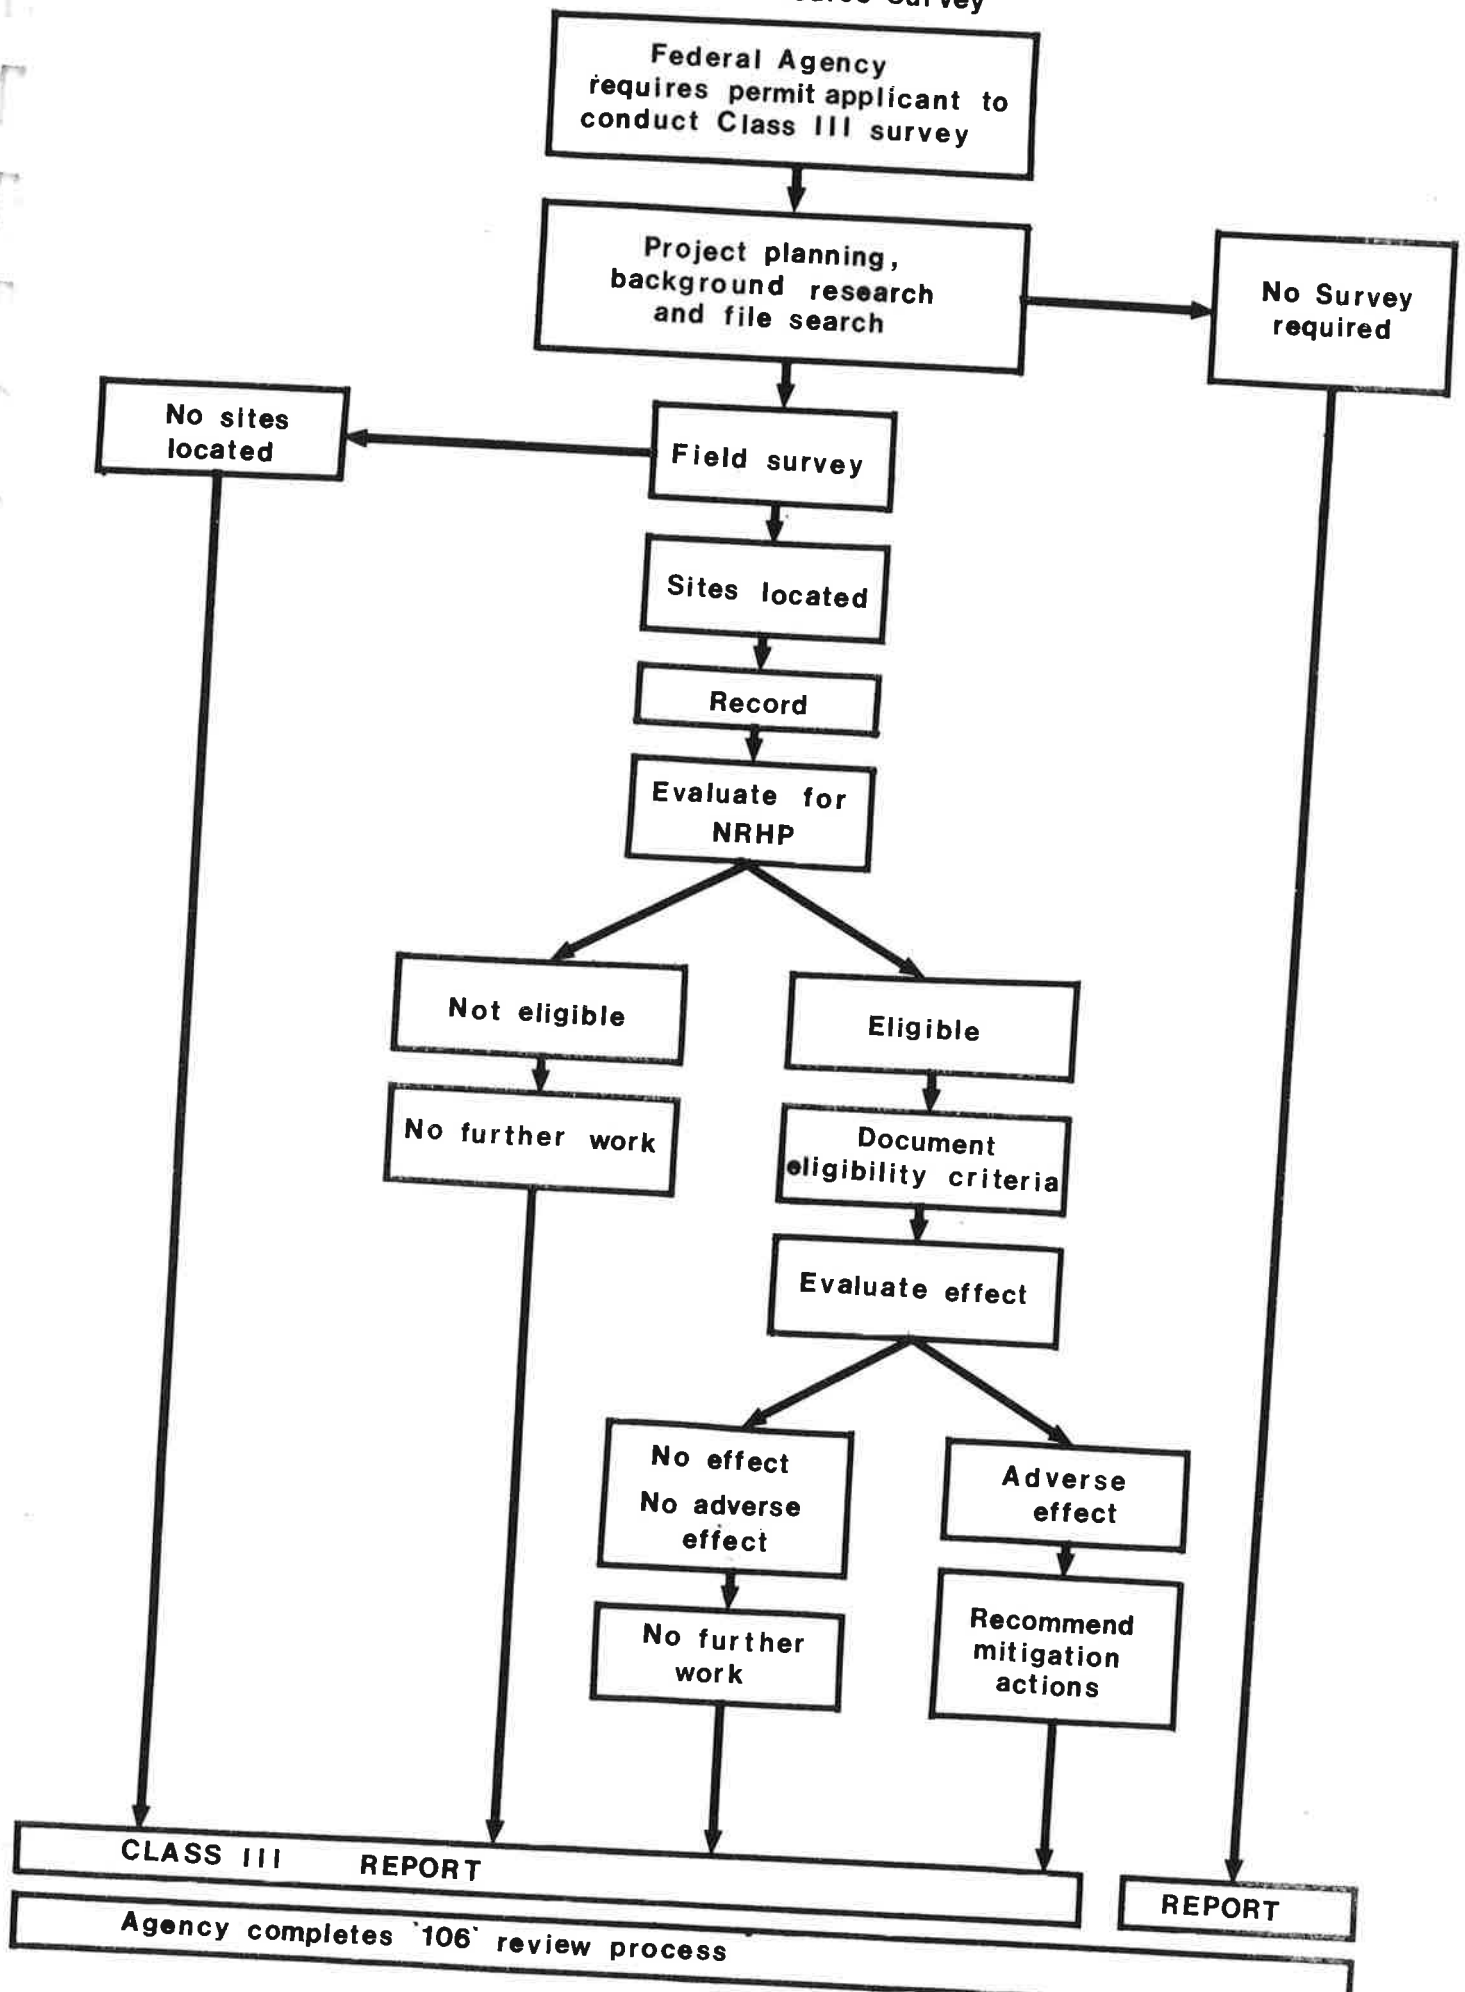 Survey
Federal Agency
requires permit applicant to
conduct Class III survey
Project planning,
background research
and file search
No Survey
required
No sites
located
Field survey
Sites located
Record
Evaluate for
NRHP
Not eligible
Eligible
No further work
Document
eligibility criteria
Evaluate effect
No effect
No adverse
effect
Adverse
effect
No further
work
Recommend
mitigation
actions
CLASS III REPORT
REPORT
Agency completes '106' review process